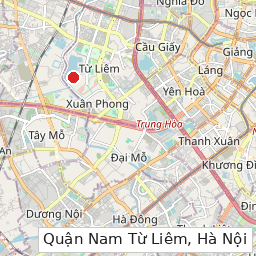 Nghĩa Đô
Ngọc H
Cầu Giấy
Giảng
Từ Liêm
Láng
Xuân Phong
Yên Hoà
Trung Hòa
Tây Mỗ
Thanh Xuân
Đại Mỗ
Khương Đì
Dương Nội
Hà Đông
Địn
Quận Nam Từ Liêm, Hà Nội